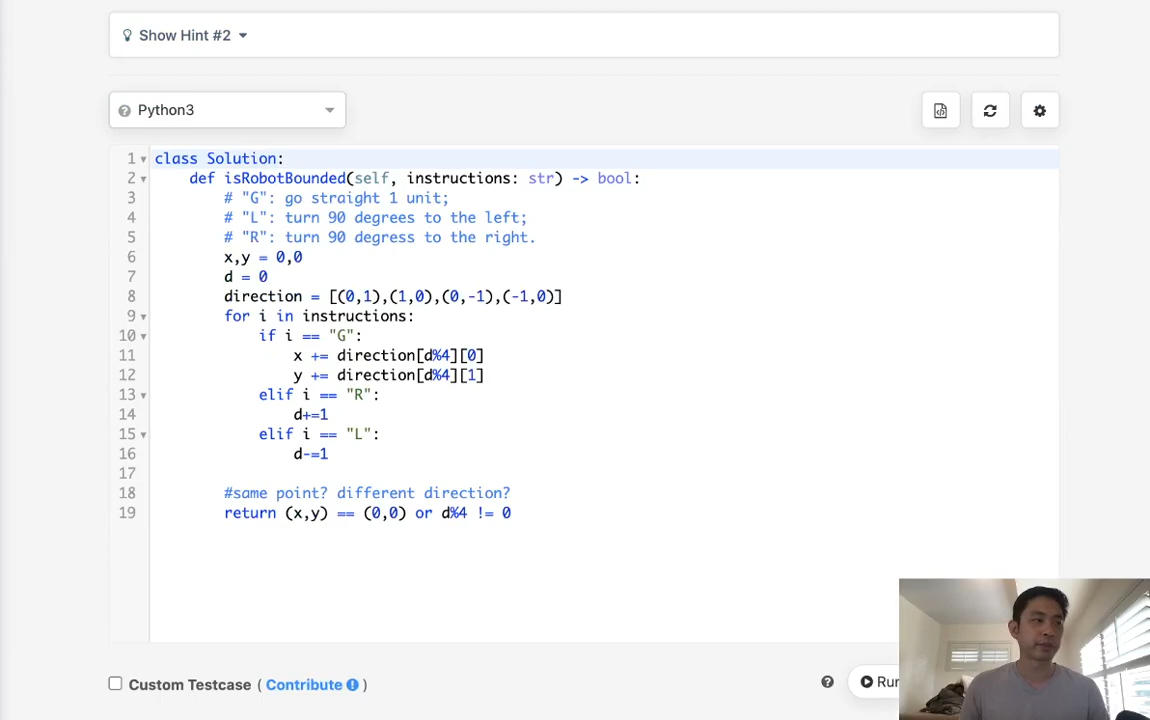 Show Hint #2
Python3
1 class Solution:
2 def isRobotBounded(self, instructions: str) -> bool:
3 # "G": go straight 1 unit;
4 # "L": turn 90 degrees to the left;
5 # "R": turn 90 degress to the right.
6 x,y = 0,0
7 d = 0
8 direction = [(0,1),(1,0),(0,-1),(-1,0)]
9 for i in instructions:
10 if i == "G":
11 x += direction[d%4][0]
12 y += direction[d%4][1]
13 elif i == "R":
14 d+=1
15 elif i == "L":
16 d-=1
17
18 #same point? different direction?
19 return (x,y) == (0,0) or d%4 != 0
Custom Testcase ( Contribute )
Run